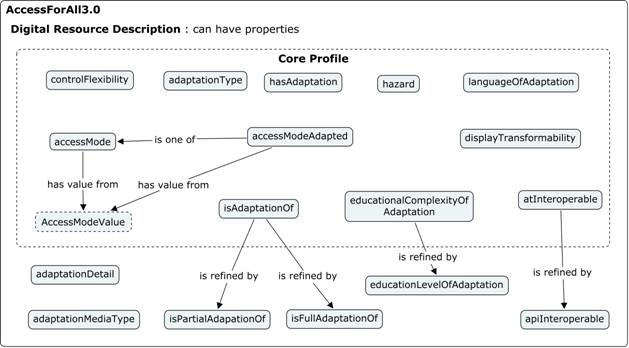 AccessForAll3.0
Digital Resource Description : can have properties
Core Profile
controlFlexibility
adaptationType
hasAdaptation
hazard
languageOfAdaptation
accessMode
is one of
accessModeAdapted
displayTransformability
has value from
has value from
AccessModeValue
isAdaptationOf
educationalComplexityOf
Adaptation
atInteroperable
is refined by
is refined by
is refined by
is refined by
adaptationDetail
educationLevelOfAdaptation
adaptationMediaType
isPartialAdapationOf
isFullAdaptationOf
apiInteroperable